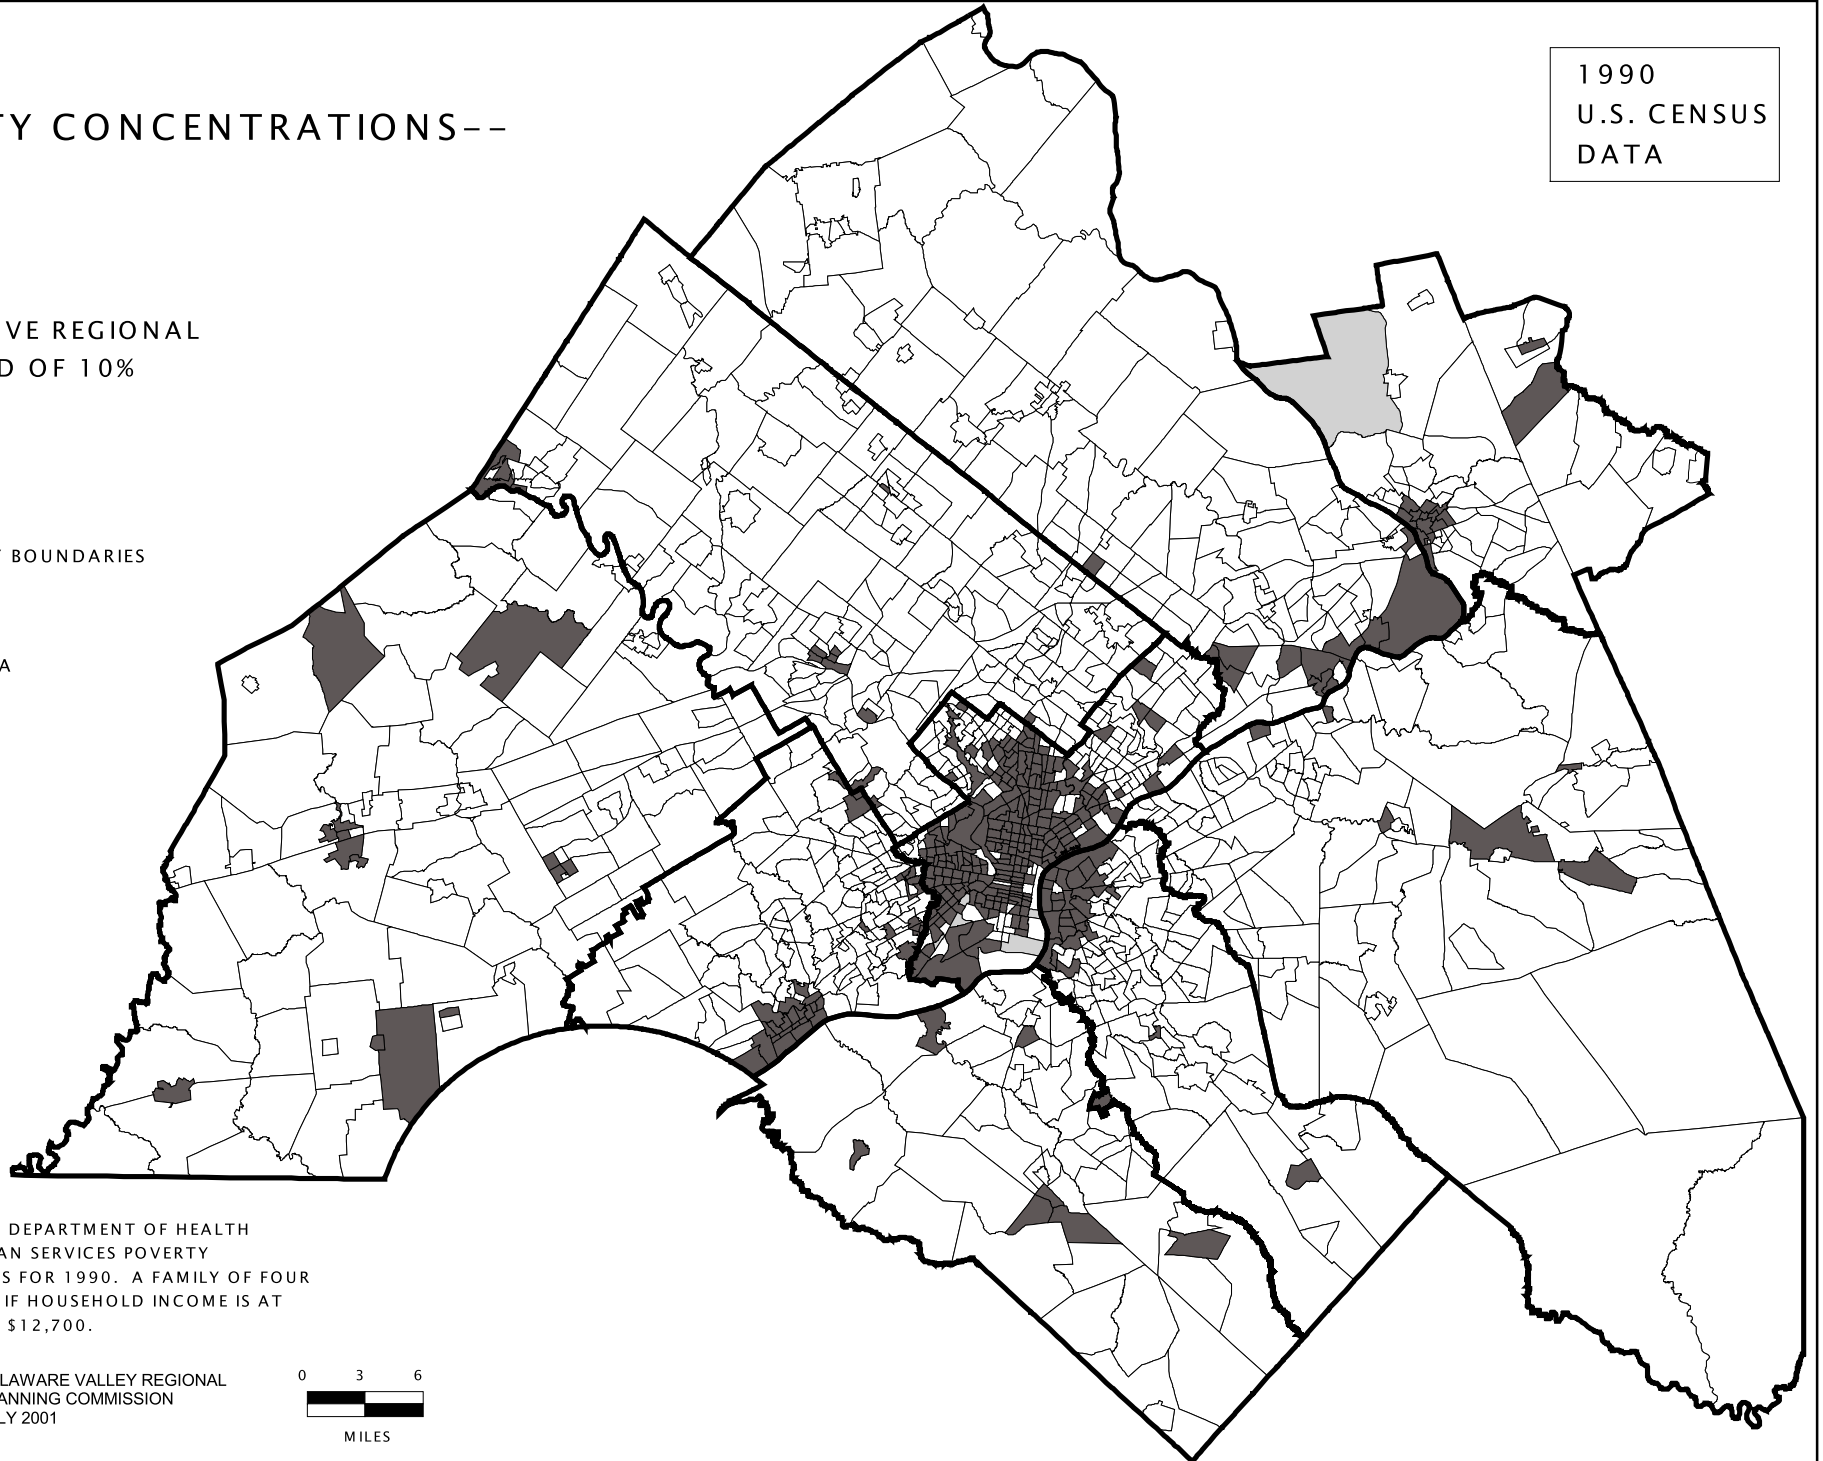 TY CONCENTRATIONS--
1990
U.S. CENSUS
DATA
VE REGIONAL
D OF 10%
BOUNDARIES
A
DEPARTMENT OF HEALTH
AN SERVICES POVERTY
S FOR 1990. A FAMILY OF FOUR
IF HOUSEHOLD INCOME IS AT
$12,700.
LAWARE VALLEY REGIONAL
ANNING COMMISSION
LY 2001
0 3 6
MILES